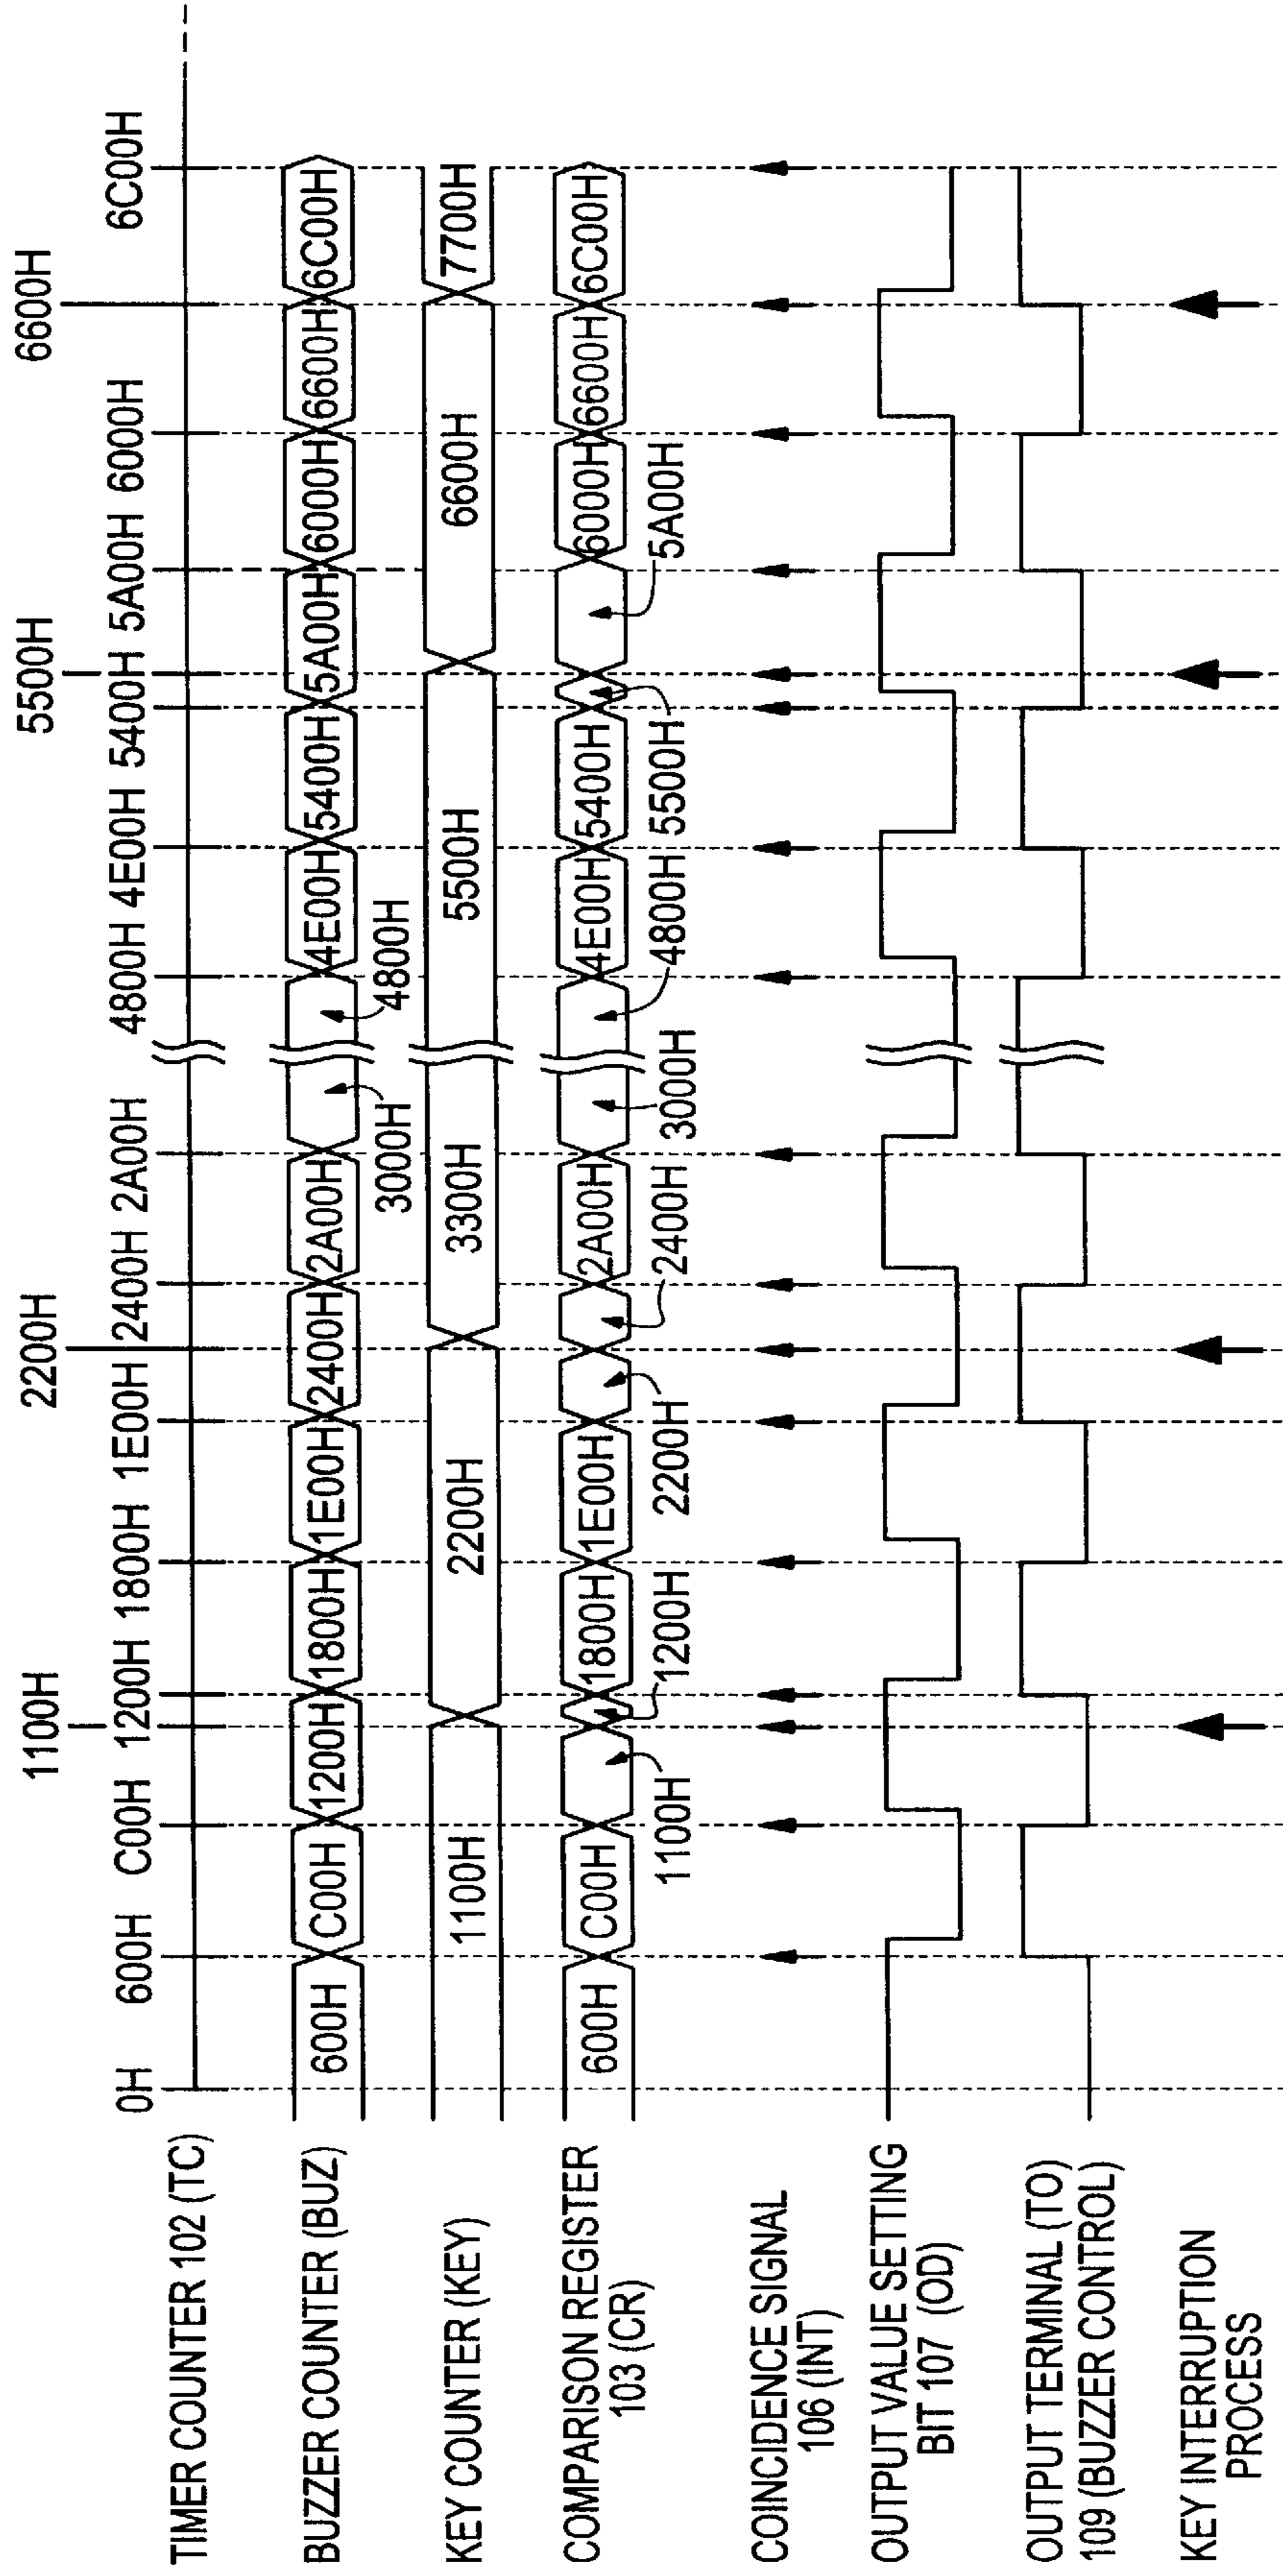 1100H 2200H 5500H 6600H
0H 600H C00H 1200H 1800H 1E00H 2400H 2A00H 4800H 4E00H 5400H 5A00H 6000H 6C00H
TIMER COUNTER 102 (TC)
BUZZER COUNTER (BUZ)
600H C00H 1200H 1800H 1E00H 2400H 2A00H 4E00H 5400H 5A00H 6000H 6600H 6C00H
3000H 4800H
KEY COUNTER (KEY)
1100H 2200H 3300H 5500H 6600H 7700H
COMPARISON REGISTER
103 (CR)
600H C00H 1800H 1E00H 2A00H 4E00H 5400H 6000H 6600H 6C00H
1100H 1200H 2200H 2400H 3000H 4800H 5500H 5A00H
COINCIDENCE SIGNAL
106 (INT)
OUTPUT VALUE SETTING
BIT 107 (OD)
OUTPUT TERMINAL (TO)
109 (BUZZER CONTROL)
KEY INTERRUPTION
PROCESS